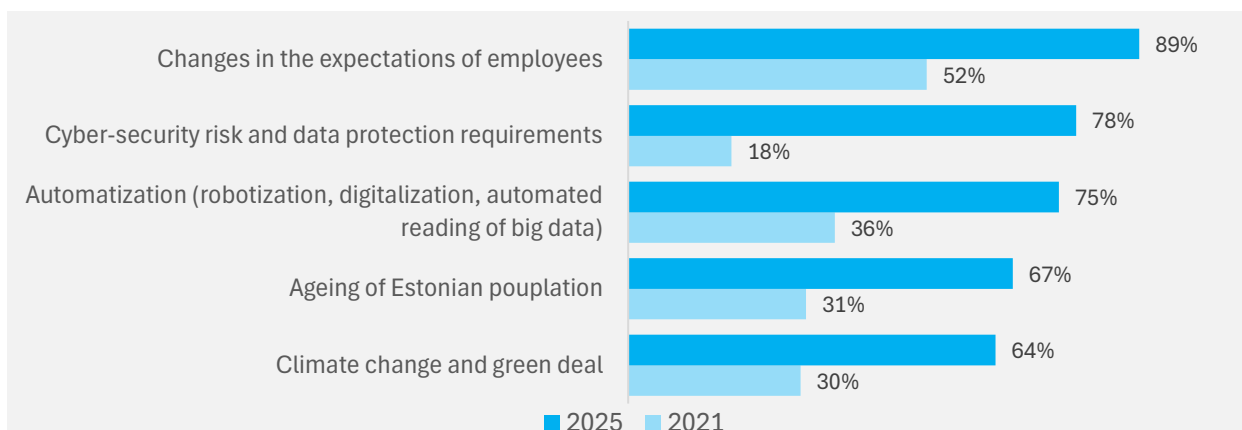 Changes in the expectations of employees
89%
52%
Cyber-security risk and data protection requirements
78%
18%
Automatization (robotization, digitalization, automated
reading of big data)
75%
36%
Ageing of Estonian pouplation
67%
31%
Climate change and green deal
64%
30%
2025 2021